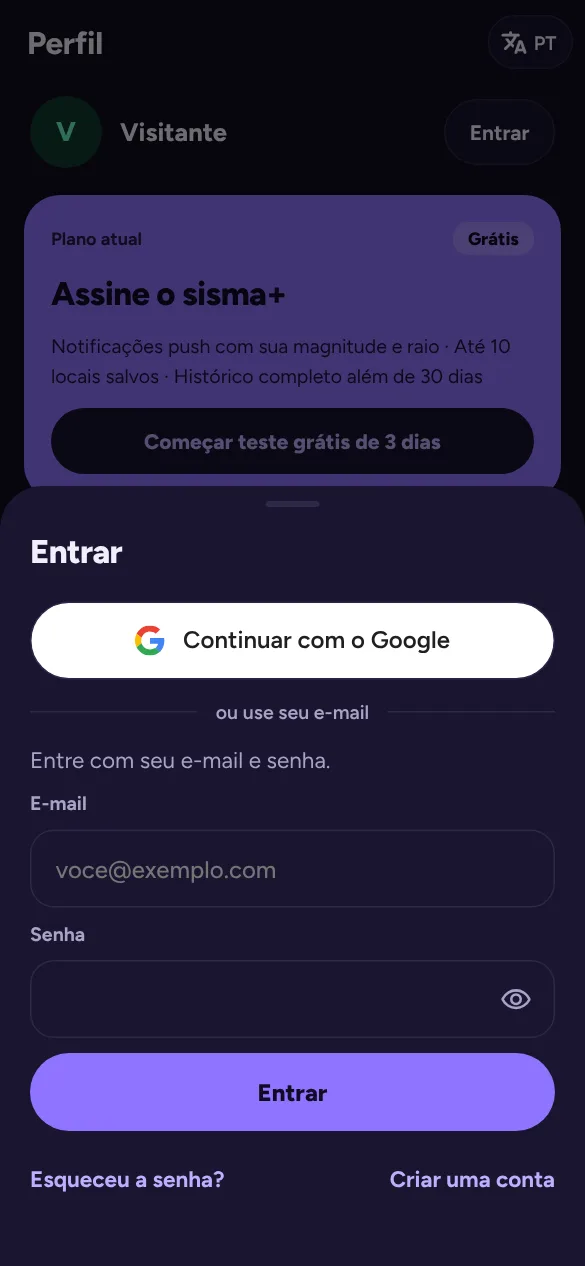 Perfil
PT
V
Visitante
Entrar
Plano atual
Grátis
Assine o sisma+
Notificações push com sua magnitude e raio · Até 10
locais salvos · Histórico completo além de 30 dias
Começar teste grátis de 3 dias
Entrar
Continuar com o Google
ou use seu e-mail
Entre com seu e-mail e senha.
E-mail
voce@exemplo.com
Senha
Entrar
Esqueceu a senha?
Criar uma conta